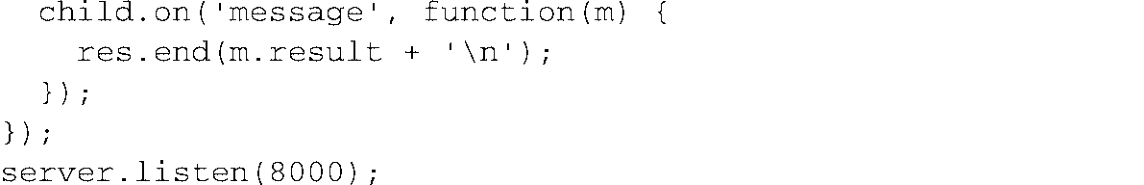 child.on('message', function(m) {
    res.end(m.result + '\n');
  });
});
server.listen(8000);